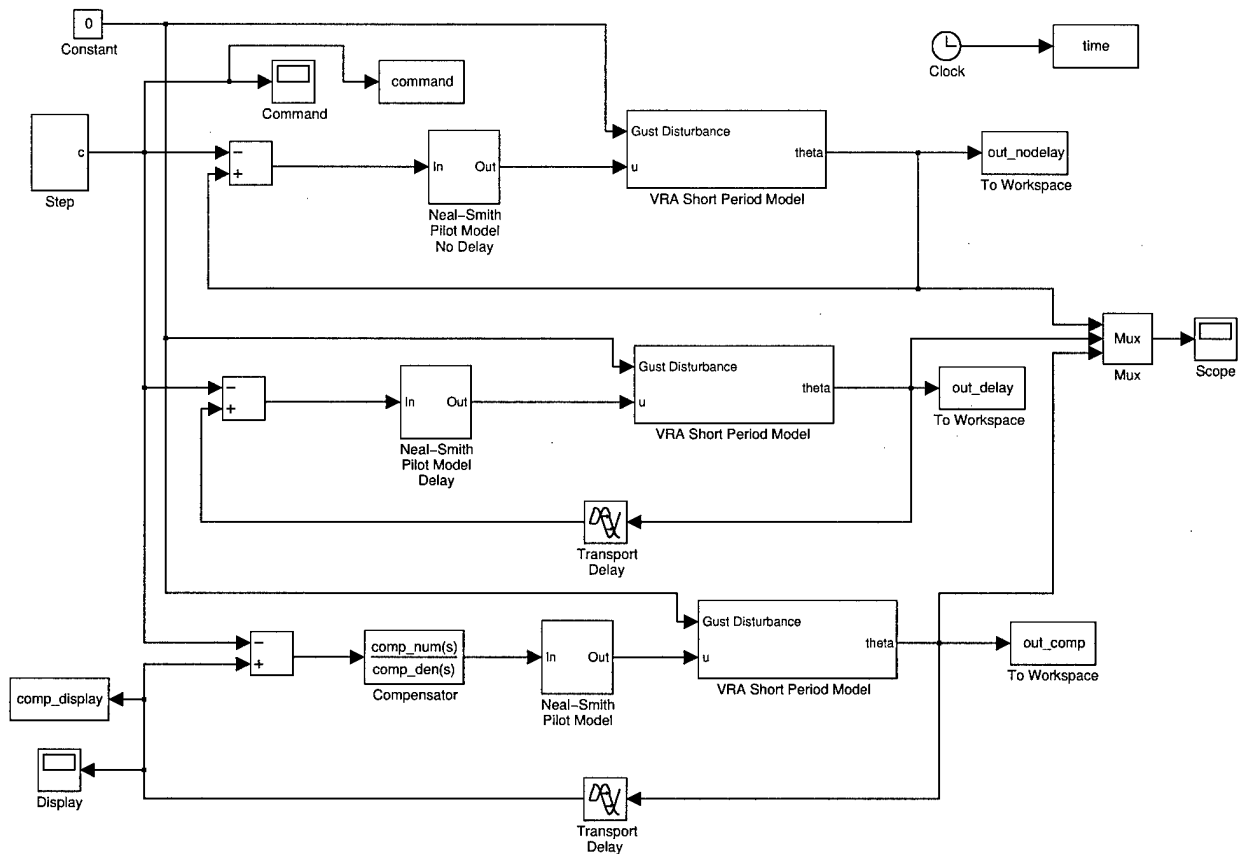 0
Constant
Clock
time
Command
command
Step
c
−
+
In Out
Neal−Smith
Pilot Model
No Delay
Gust Disturbance
u
theta
VRA Short Period Model
out_nodelay
To Workspace
Mux
Mux
Scope
−
+
In Out
Neal−Smith
Pilot Model
Delay
Gust Disturbance
u
theta
VRA Short Period Model
out_delay
To Workspace
Transport
Delay
−
+
comp_num(s)
comp_den(s)
Compensator
In Out
Neal−Smith
Pilot Model
Gust Disturbance
u
theta
VRA Short Period Model
out_comp
To Workspace
comp_display
Display
Transport
Delay